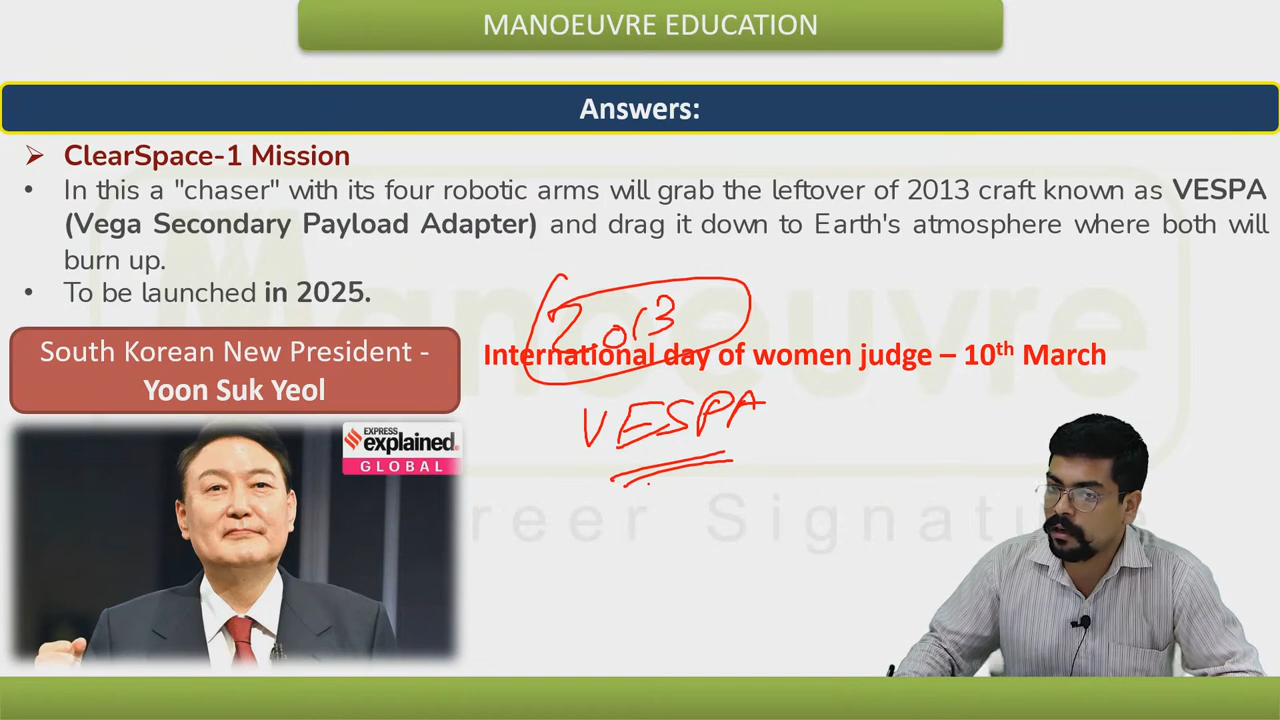 MANOEUVRE EDUCATION
Answers:
ClearSpace-1 Mission
• In this a "chaser" with its four robotic arms will grab the leftover of 2013 craft known as VESPA
(Vega Secondary Payload Adapter) and drag it down to Earth's atmosphere where both will
burn up.
• To be launched in 2025.
2013
South Korean New President -
Yoon Suk Yeol
International day of women judge – 10th March
VESPA
EXPRESS
explained.
GLOBAL
Manoeuvre
reer Signatu